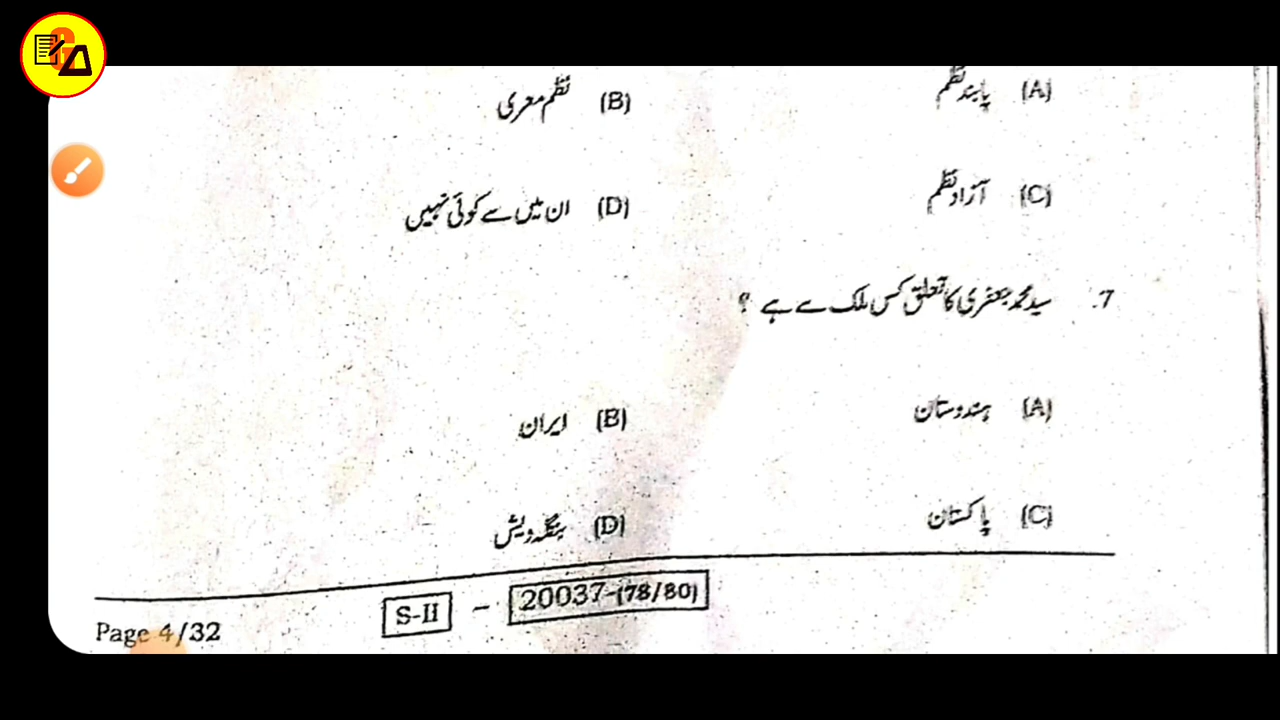 (A) پابند نظم (B) نظم معری
(C) آزاد نظم (D) ان میں سے کوئی نہیں
7. سید محمد جعفری کا تعلق کس ملک سے ہے ؟
(A) ہندوستان (B) ایران
(C) پاکستان (D) بنگلہ دیش
Page 4/32 S-II – 20037-(78/80)